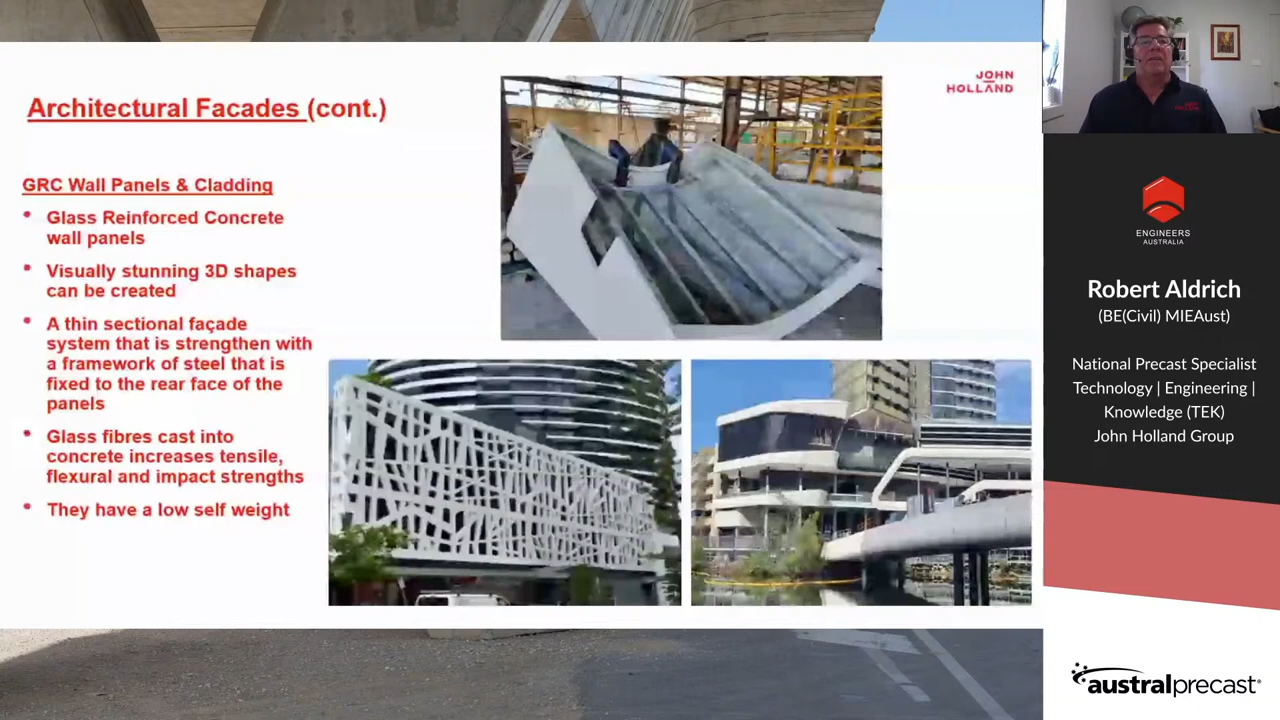 Architectural Facades (cont.)
GRC Wall Panels & Cladding
• Glass Reinforced Concrete
wall panels
• Visually stunning 3D shapes
can be created
• A thin sectional façade
system that is strengthen with
a framework of steel that is
fixed to the rear face of the
panels
• Glass fibres cast into
concrete increases tensile,
flexural and impact strengths
• They have a low self weight
JOHN
HOLLAND
ENGINEERS
AUSTRALIA
Robert Aldrich
(BE(Civil) MIEAust)
National Precast Specialist
Technology | Engineering |
Knowledge (TEK)
John Holland Group
australprecast®